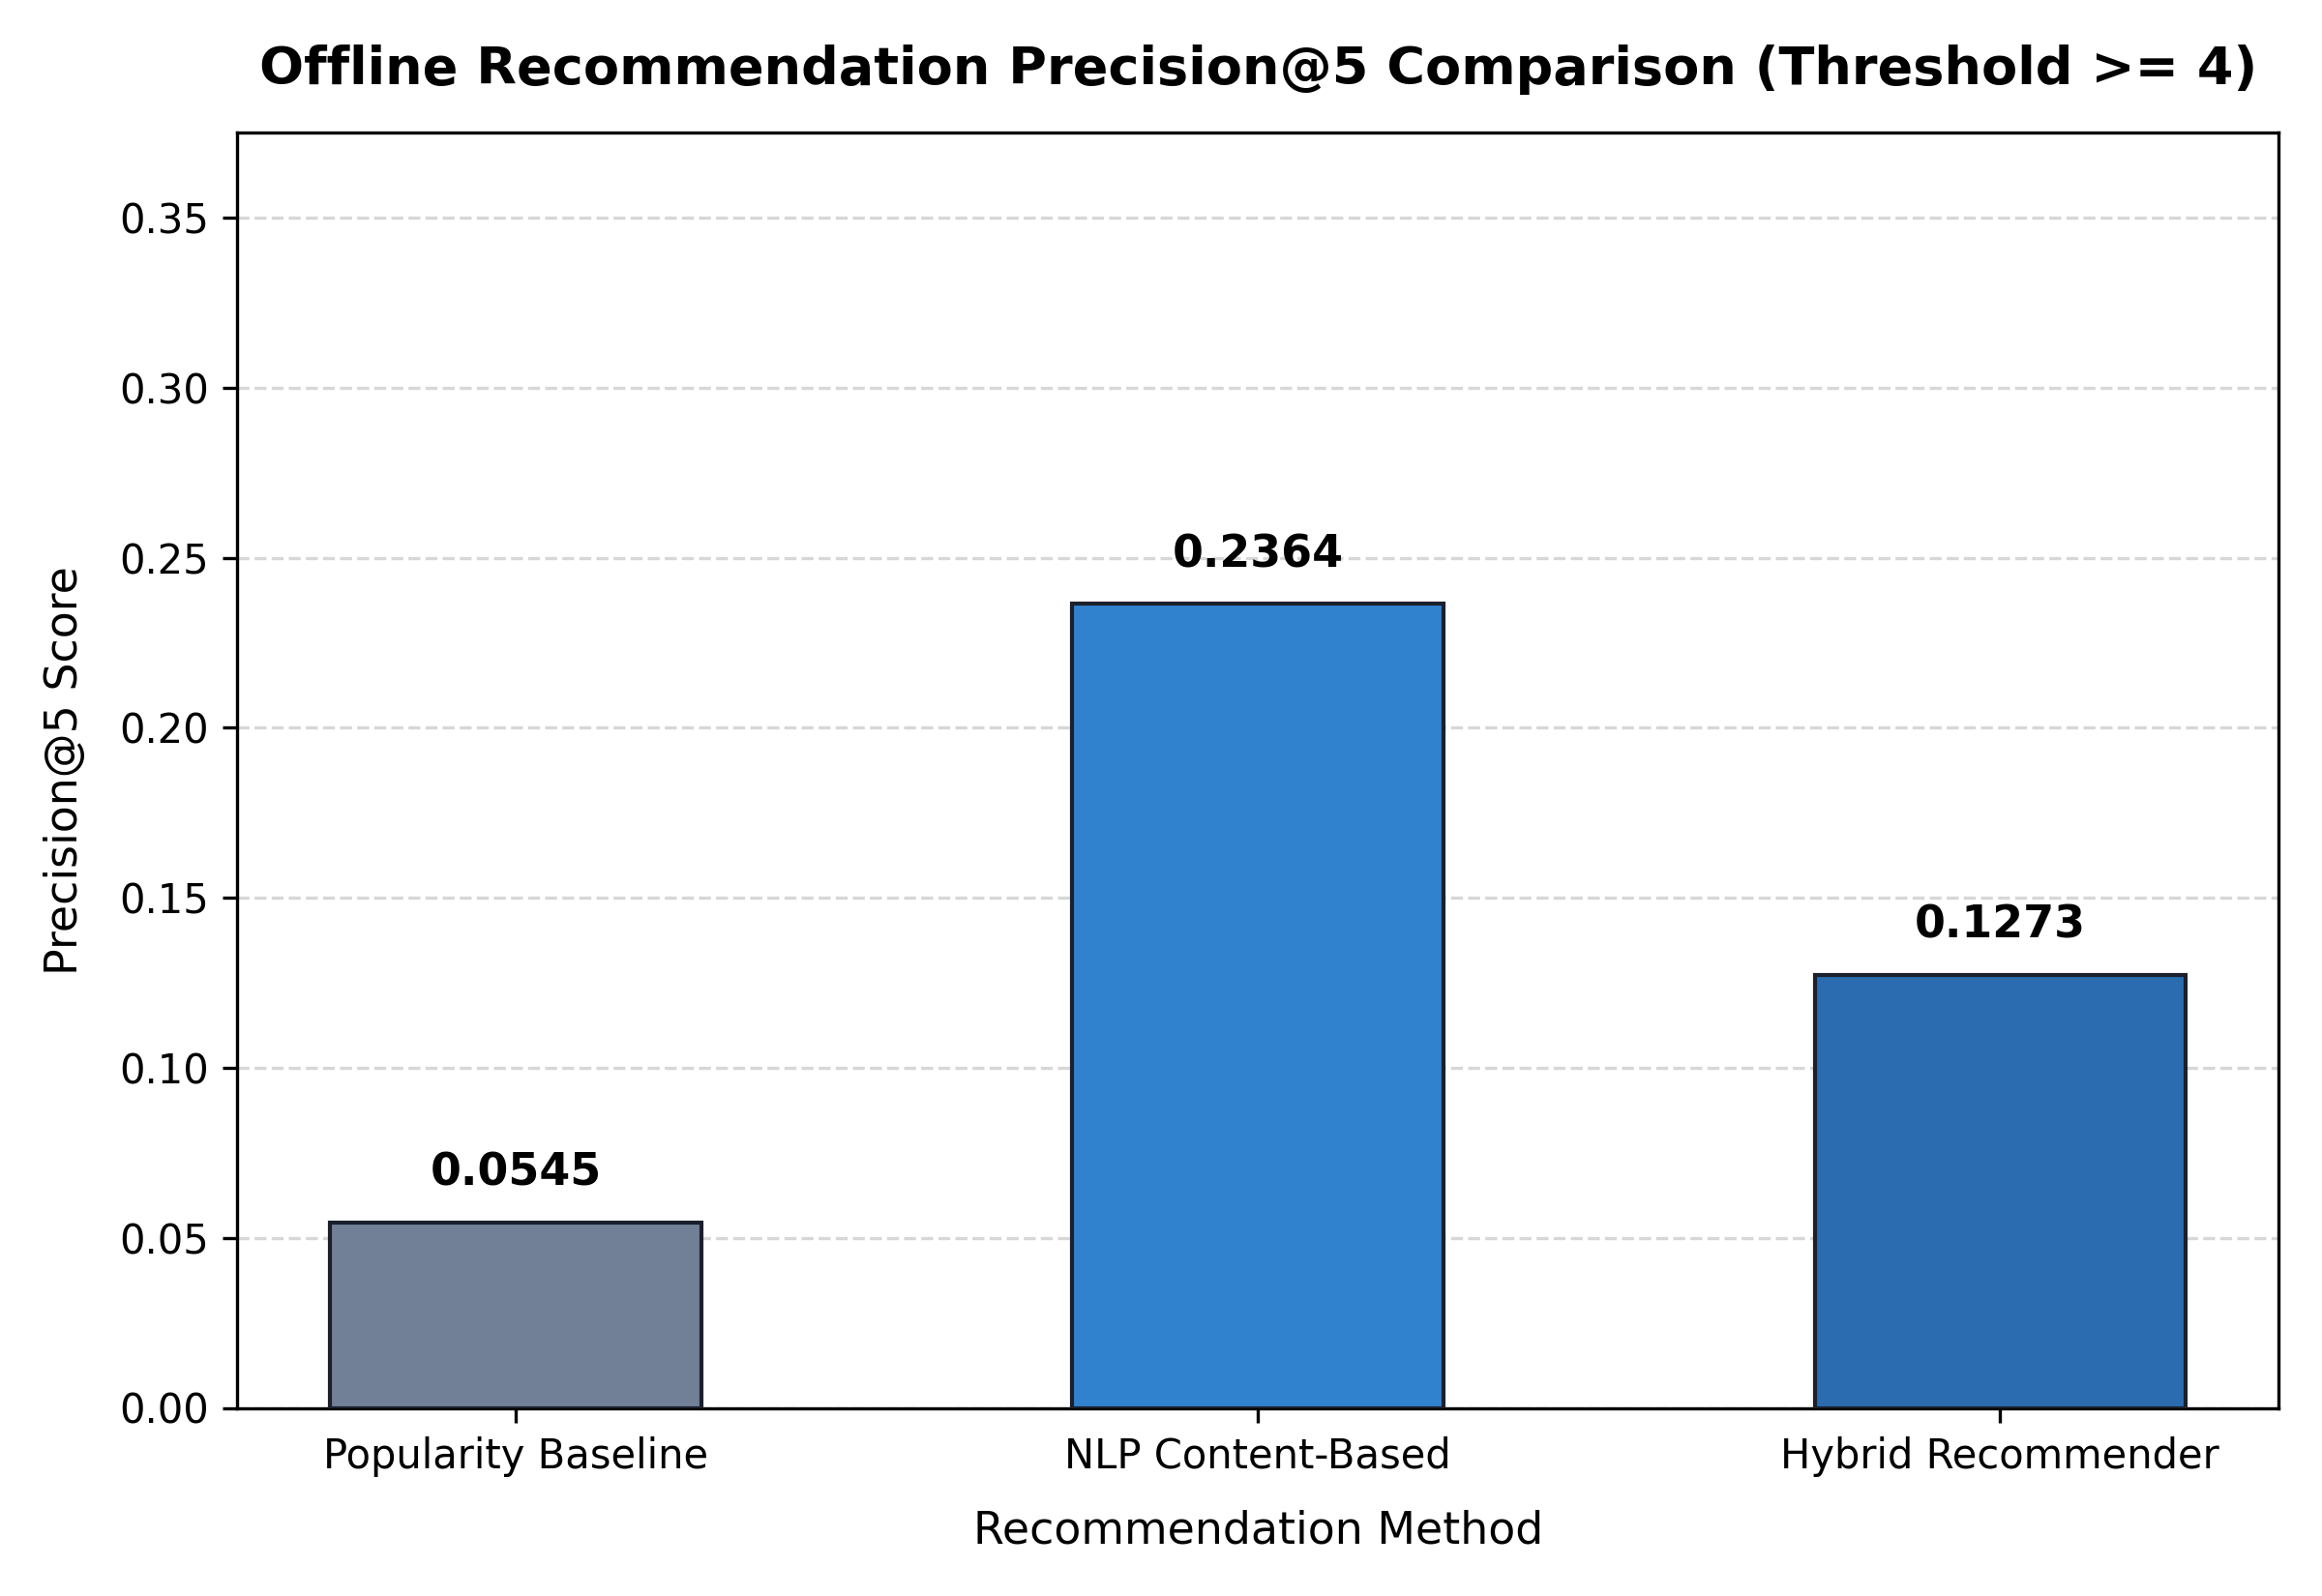 Offline Recommendation Precision@5 Comparison (Threshold >= 4)
Precision@5 Score
0.35
0.30
0.25
0.20
0.15
0.10
0.05
0.00
0.0545
0.2364
0.1273
Popularity Baseline
NLP Content-Based
Hybrid Recommender
Recommendation Method